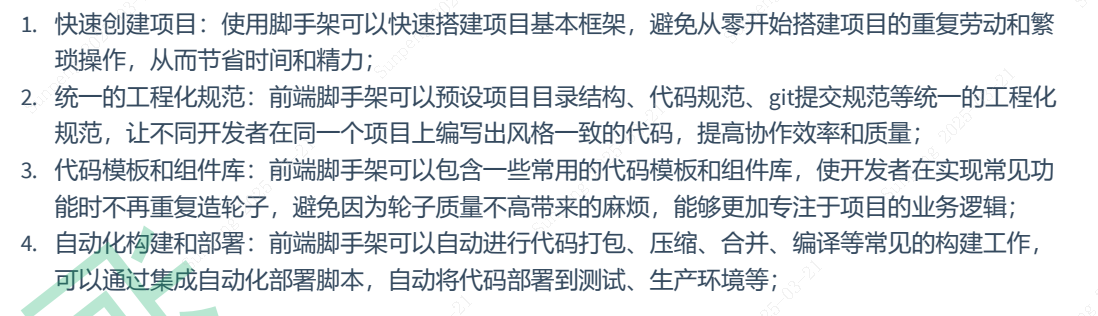 1. 快速创建项目：使用脚手架可以快速搭建项目基本框架，避免从零开始搭建项目的重复劳动和繁
琐操作，从而节省时间和精力；
2. 统一的工程化规范：前端脚手架可以预设项目目录结构、代码规范、git提交规范等统一的工程化
规范，让不同开发者在同一个项目上编写出风格一致的代码，提高协作效率和质量；
3. 代码模板和组件库：前端脚手架可以包含一些常用的代码模板和组件库，使开发者在实现常见功
能时不再重复造轮子，避免因为轮子质量不高带来的麻烦，能够更加专注于项目的业务逻辑；
4. 自动化构建和部署：前端脚手架可以自动进行代码打包、压缩、合并、编译等常见的构建工作，
可以通过集成自动化部署脚本，自动将代码部署到测试、生产环境等；